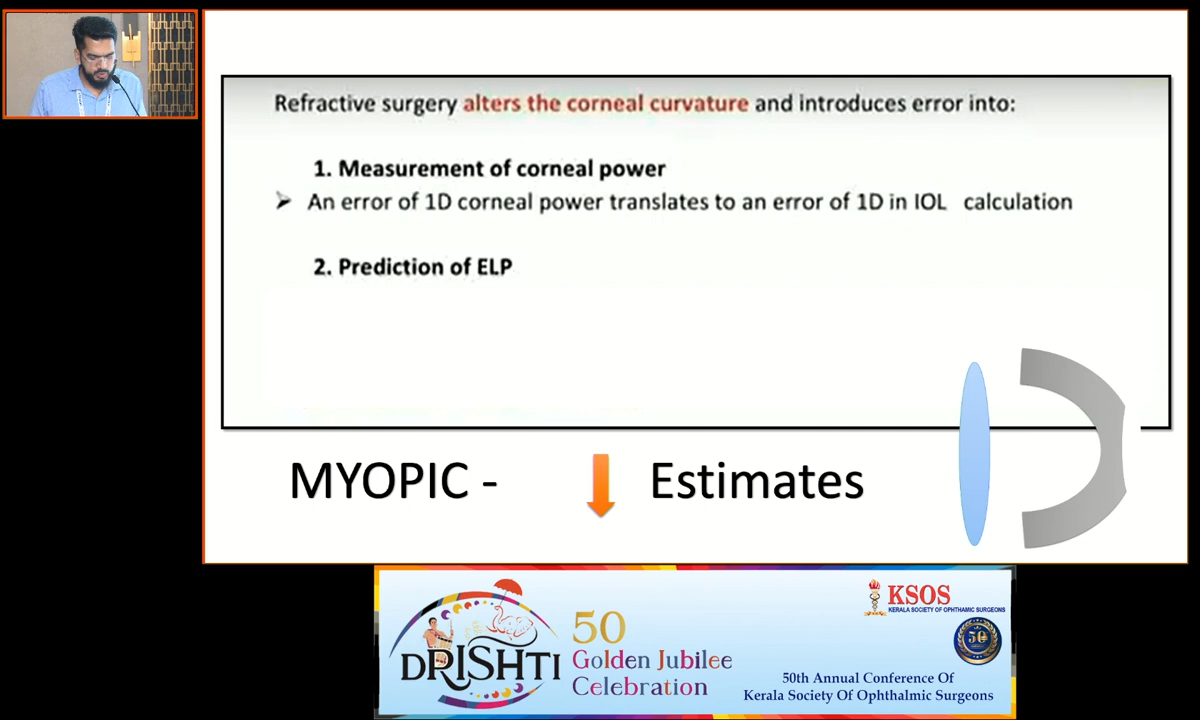 Refractive surgery alters the corneal curvature and introduces error into:
1. Measurement of corneal power
➢ An error of 1D corneal power translates to an error of 1D in IOL calculation
2. Prediction of ELP
MYOPIC - ↓ Estimates
DRISHTI
50
Golden Jubilee
Celebration
KSOS
KERALA SOCIETY OF OPHTHAMIC SURGEONS
50
50th Annual Conference Of
Kerala Society Of Ophthalmic Surgeons